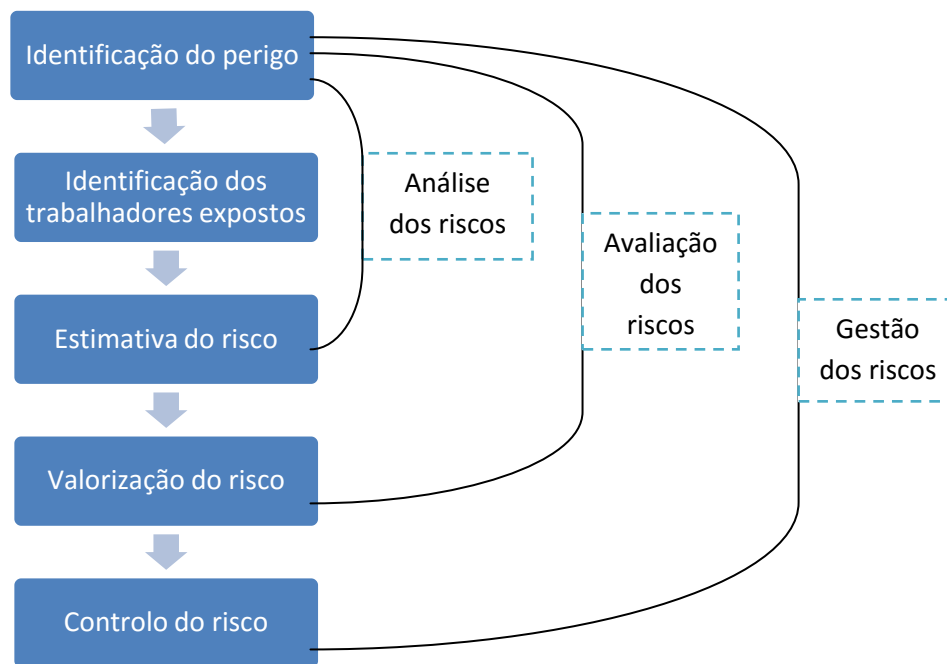 Identificação do perigo
Identificação dos
trabalhadores expostos
Estimativa do risco
Valorização do risco
Controlo do risco
Análise
dos riscos
Avaliação
dos
riscos
Gestão
dos riscos